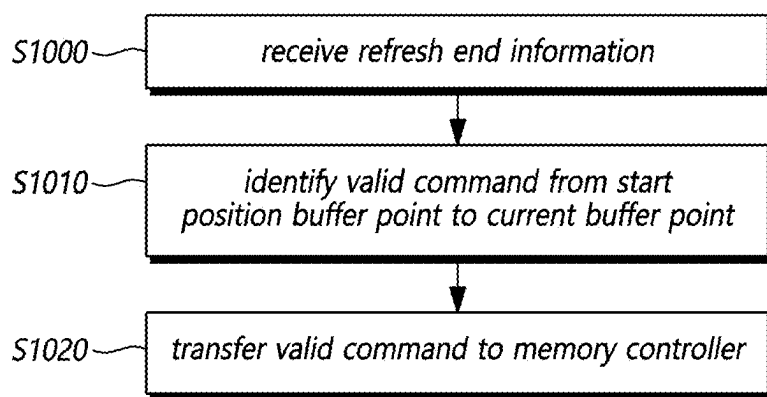 S1000 receive refresh end information
S1010 identify valid command from start
position buffer point to current buffer point
S1020 transfer valid command to memory controller